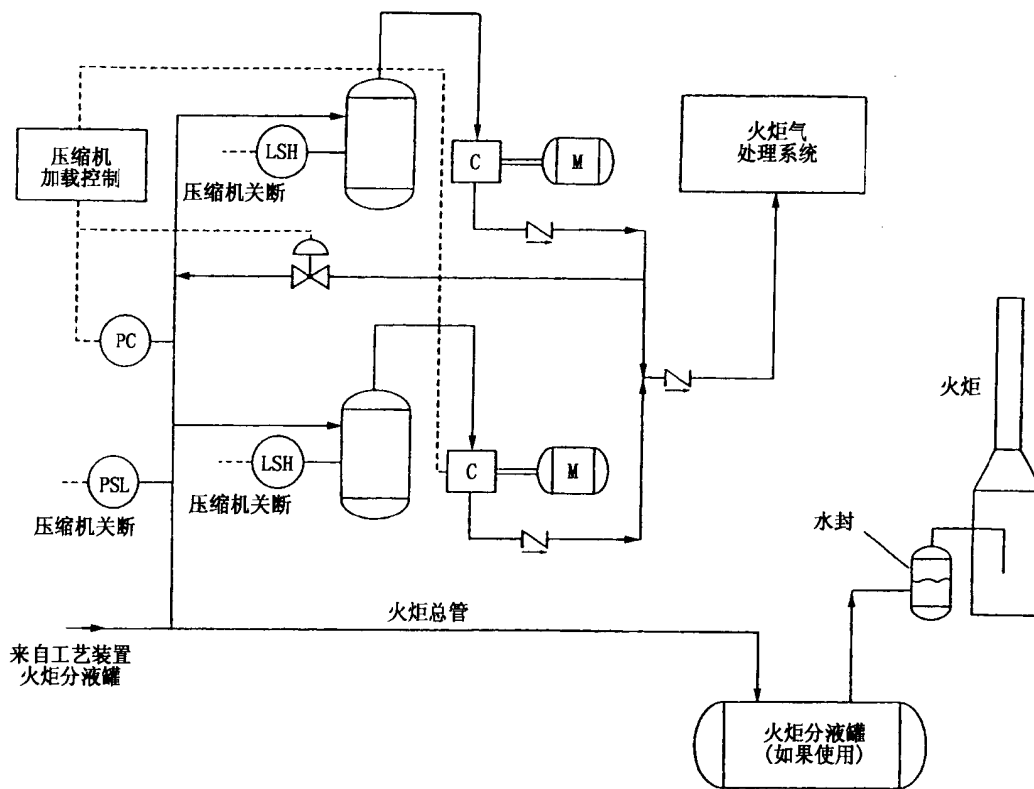 压缩机
加载控制
LSH
压缩机关断
C
M
火炬气
处理系统
PC
火炬
LSH
压缩机关断
C
M
PSL
压缩机关断
水封
火炬总管
来自工艺装置
火炬分液罐
火炬分液罐
(如果使用)